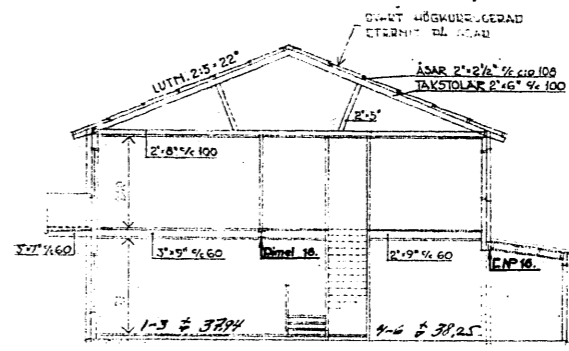 SVART HÖGKORRUGERAD
ETERNIT PÅ ÅSAR
LUTN. 2:5=22°
ÅSAR 2"×2½" c/c c:o 108
TAKSTOLAR 2"×6" c/c 100
2"×5"
2"×8" c/c 100
3"×7" c/c 60
3"×9" c/c 60
Dimel 16.
2"×9" c/c 60
ENP 16.
1-3 + 37,94
4-6 + 38,25